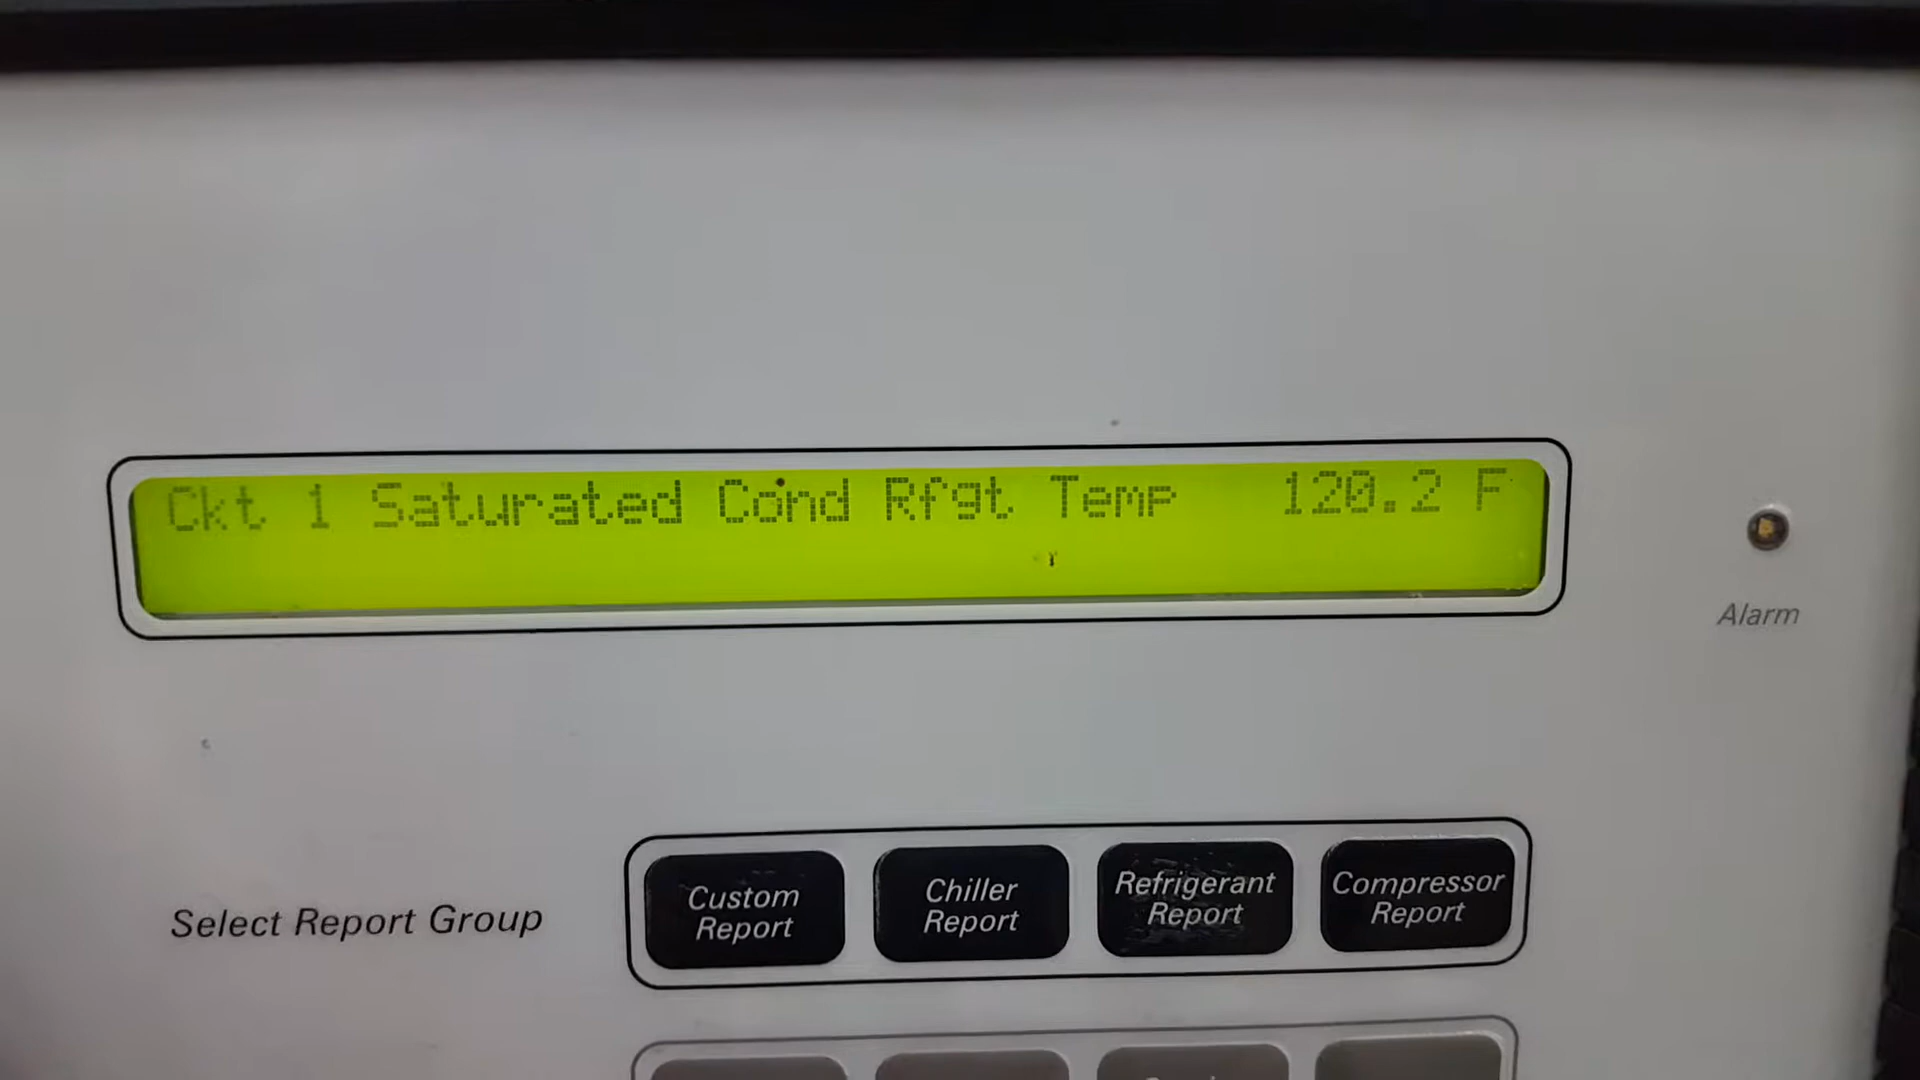 Ckt 1 Saturated Cond Rfgt Temp 120.2 F
Alarm
Select Report Group
Custom
Report
Chiller
Report
Refrigerant
Report
Compressor
Report